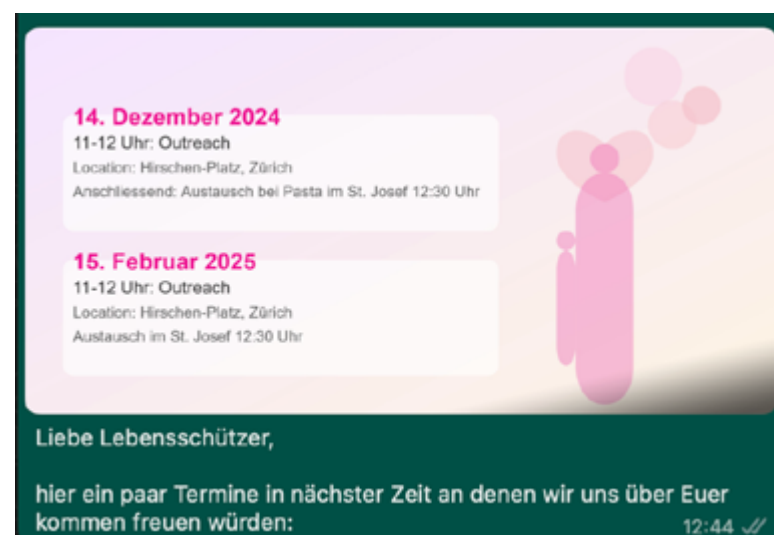 14. Dezember 2024
11-12 Uhr: Outreach
Location: Hirschen-Platz, Zürich
Anschliessend: Austausch bei Pasta im St. Josef 12:30 Uhr
15. Februar 2025
11-12 Uhr: Outreach
Location: Hirschen-Platz, Zürich
Austausch im St. Josef 12:30 Uhr
Liebe Lebensschützer,
hier ein paar Termine in nächster Zeit an denen wir uns über Euer
kommen freuen würden:
12:44